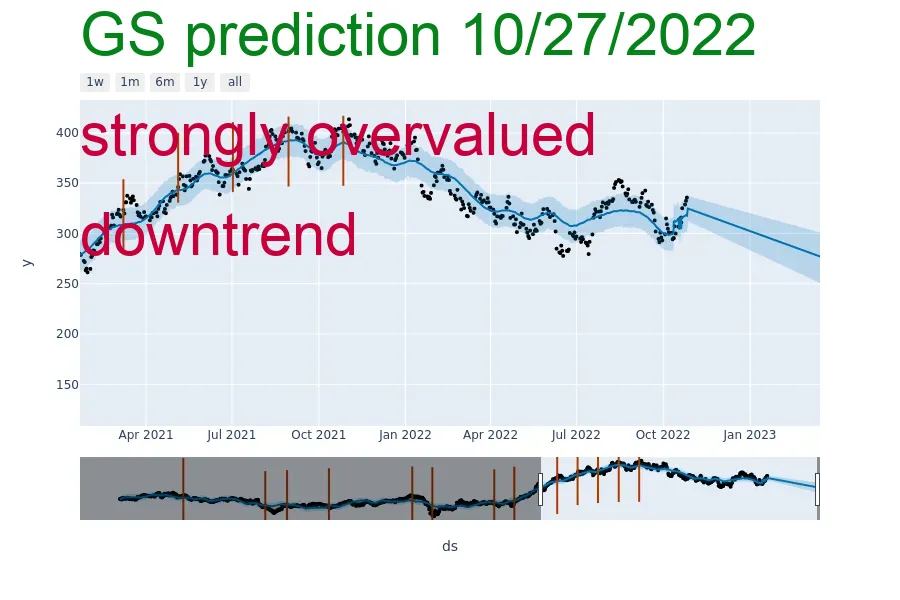 GS prediction 10/27/2022
1w 1m 6m 1y all
strongly overvalued
downtrend
400
350
300
250
200
150
y
Apr 2021 Jul 2021 Oct 2021 Jan 2022 Apr 2022 Jul 2022 Oct 2022 Jan 2023
ds